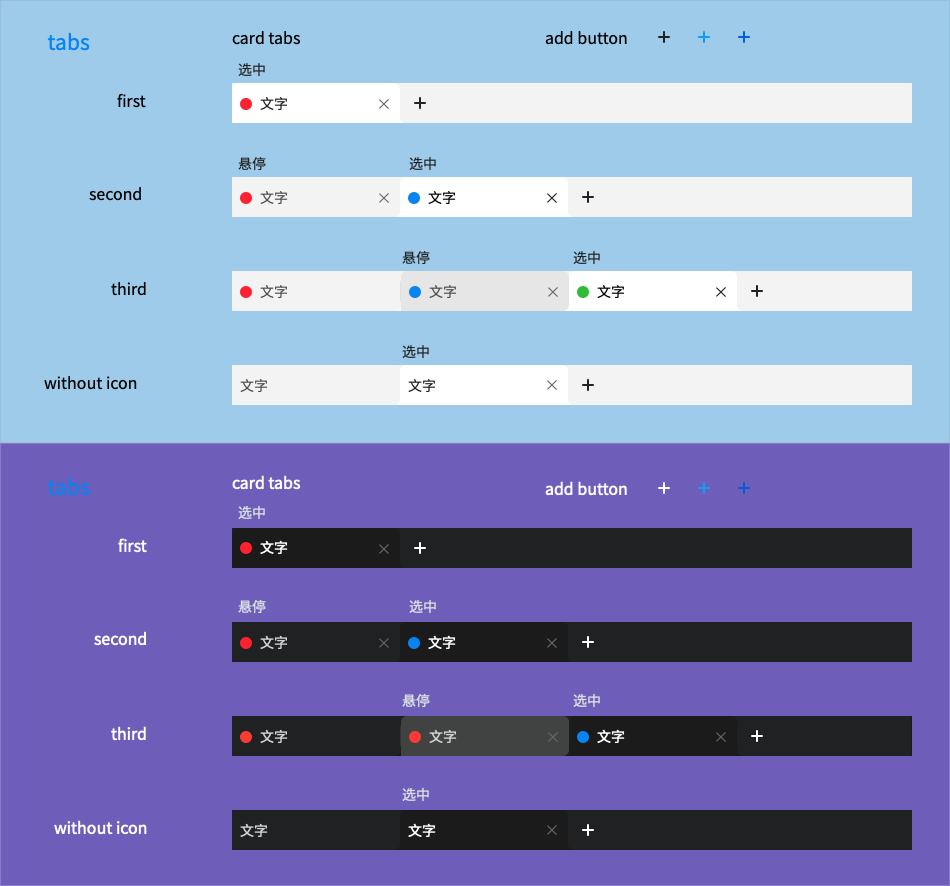 tabs
card tabs
add button + + +
选中
first
文字 × +
悬停 选中
second
文字 × 文字 × +
悬停 选中
third
文字 文字 × 文字 × +
选中
without icon
文字 文字 × +
tabs
card tabs
add button + + +
选中
first
文字 × +
悬停 选中
second
文字 × 文字 × +
悬停 选中
third
文字 文字 × 文字 × +
选中
without icon
文字 文字 × +